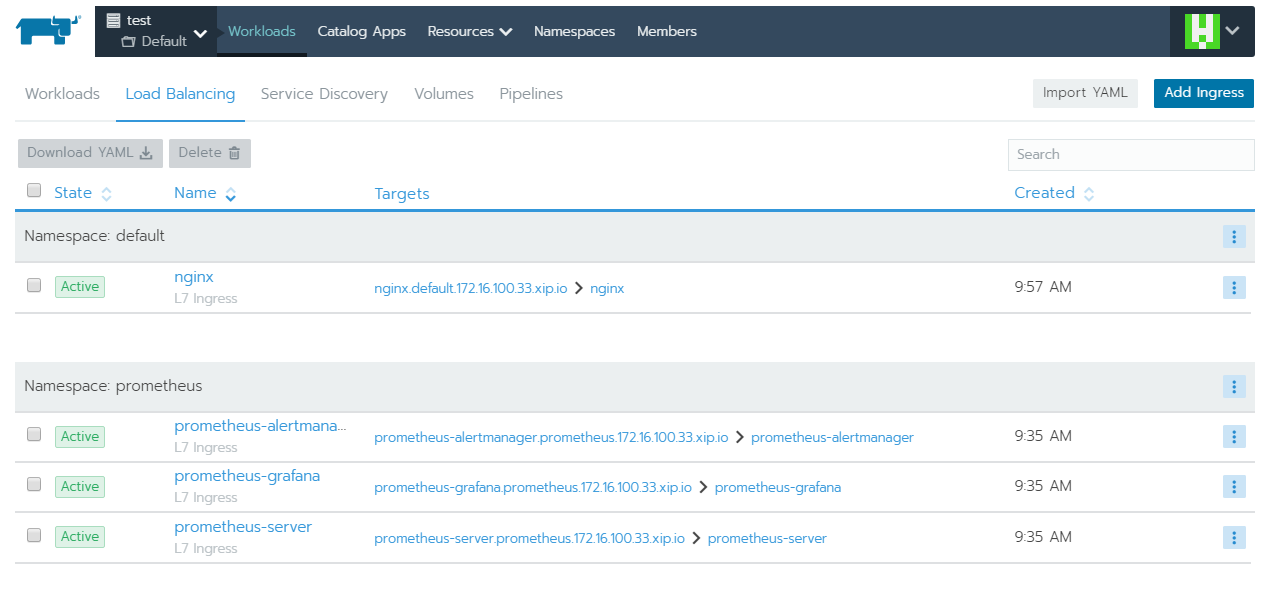 test
Default
Workloads Catalog Apps Resources Namespaces Members
Workloads Load Balancing Service Discovery Volumes Pipelines Import YAML Add Ingress
Download YAML Delete Search
State Name Targets Created
Namespace: default
Active nginx nginx.default.172.16.100.33.xip.io > nginx 9:57 AM
L7 Ingress
Namespace: prometheus
Active prometheus-alertmana... prometheus-alertmanager.prometheus.172.16.100.33.xip.io > prometheus-alertmanager 9:35 AM
L7 Ingress
Active prometheus-grafana prometheus-grafana.prometheus.172.16.100.33.xip.io > prometheus-grafana 9:35 AM
L7 Ingress
Active prometheus-server prometheus-server.prometheus.172.16.100.33.xip.io > prometheus-server 9:35 AM
L7 Ingress